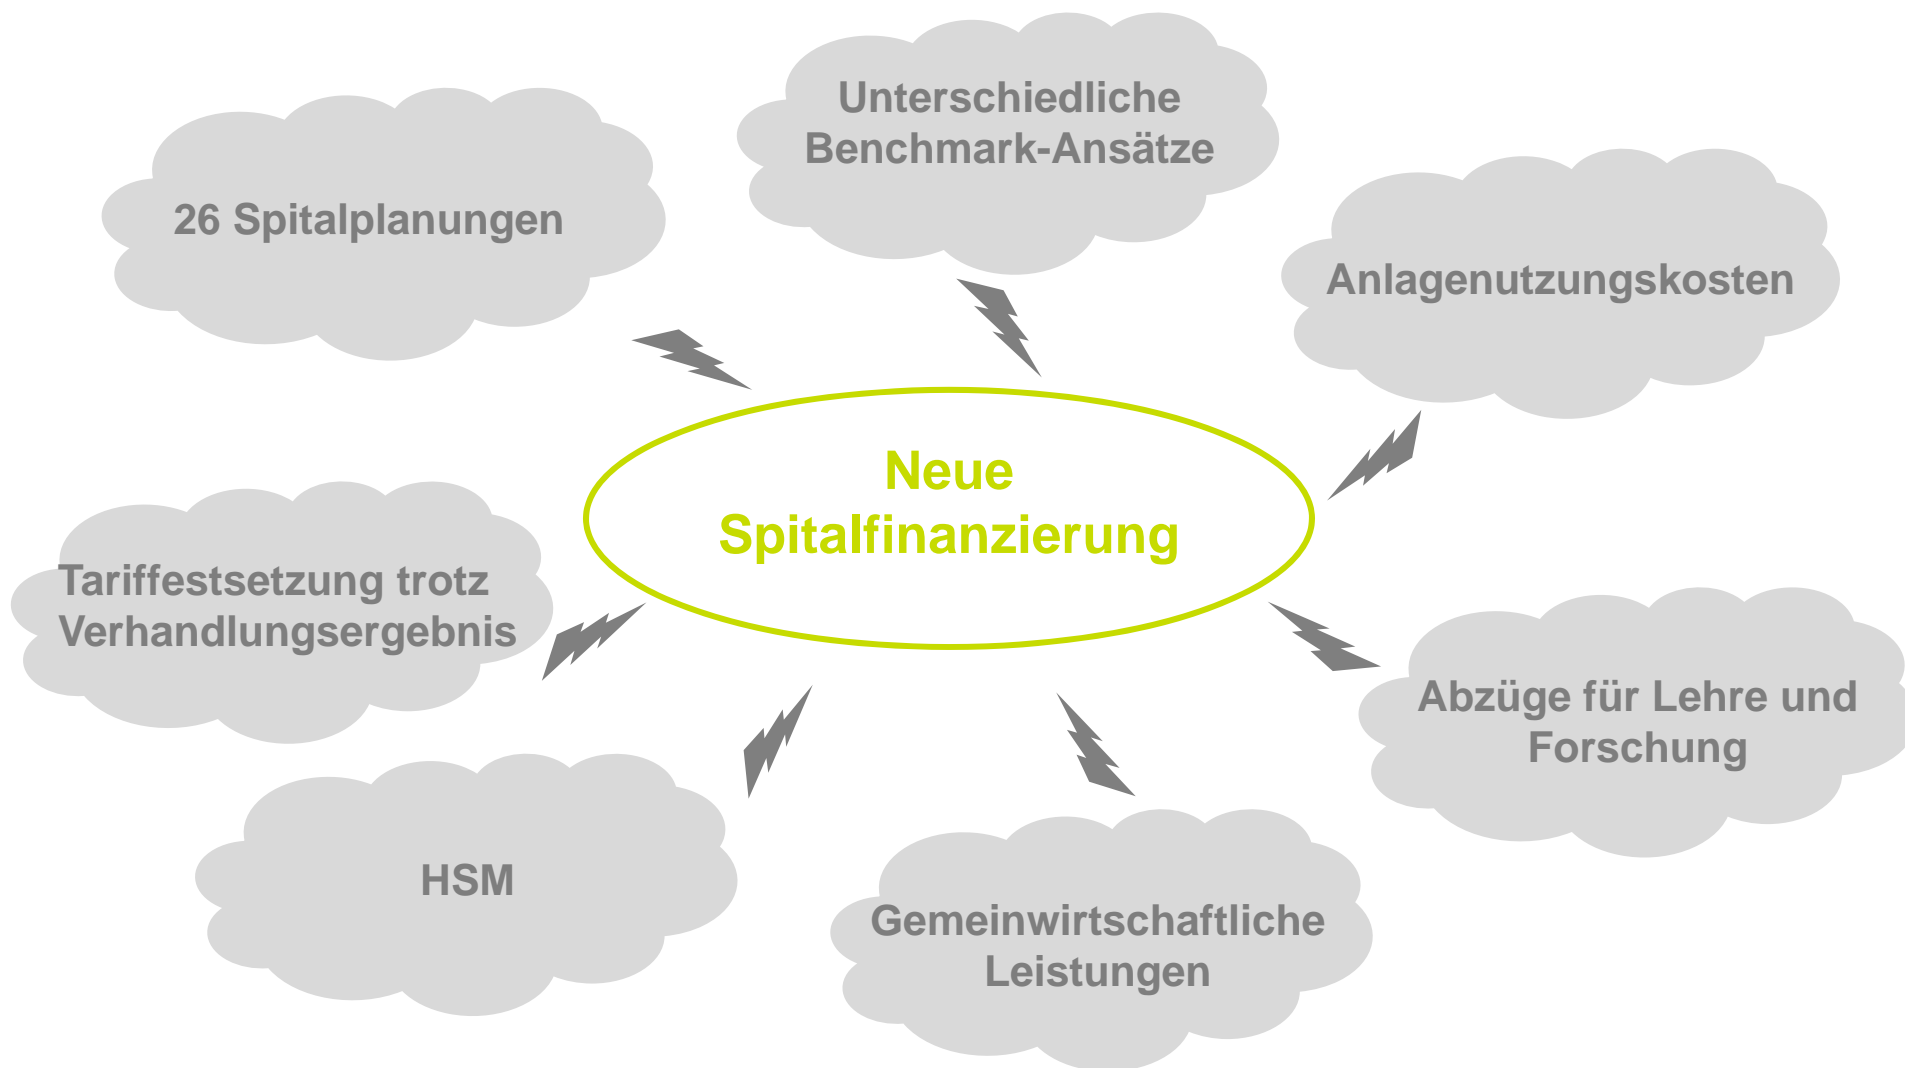 Unterschiedliche
Benchmark-Ansätze
26 Spitalplanungen
Anlagenutzungskosten
Neue
Spitalfinanzierung
Tariffestsetzung trotz
Verhandlungsergebnis
Abzüge für Lehre und
Forschung
HSM
Gemeinwirtschaftliche
Leistungen